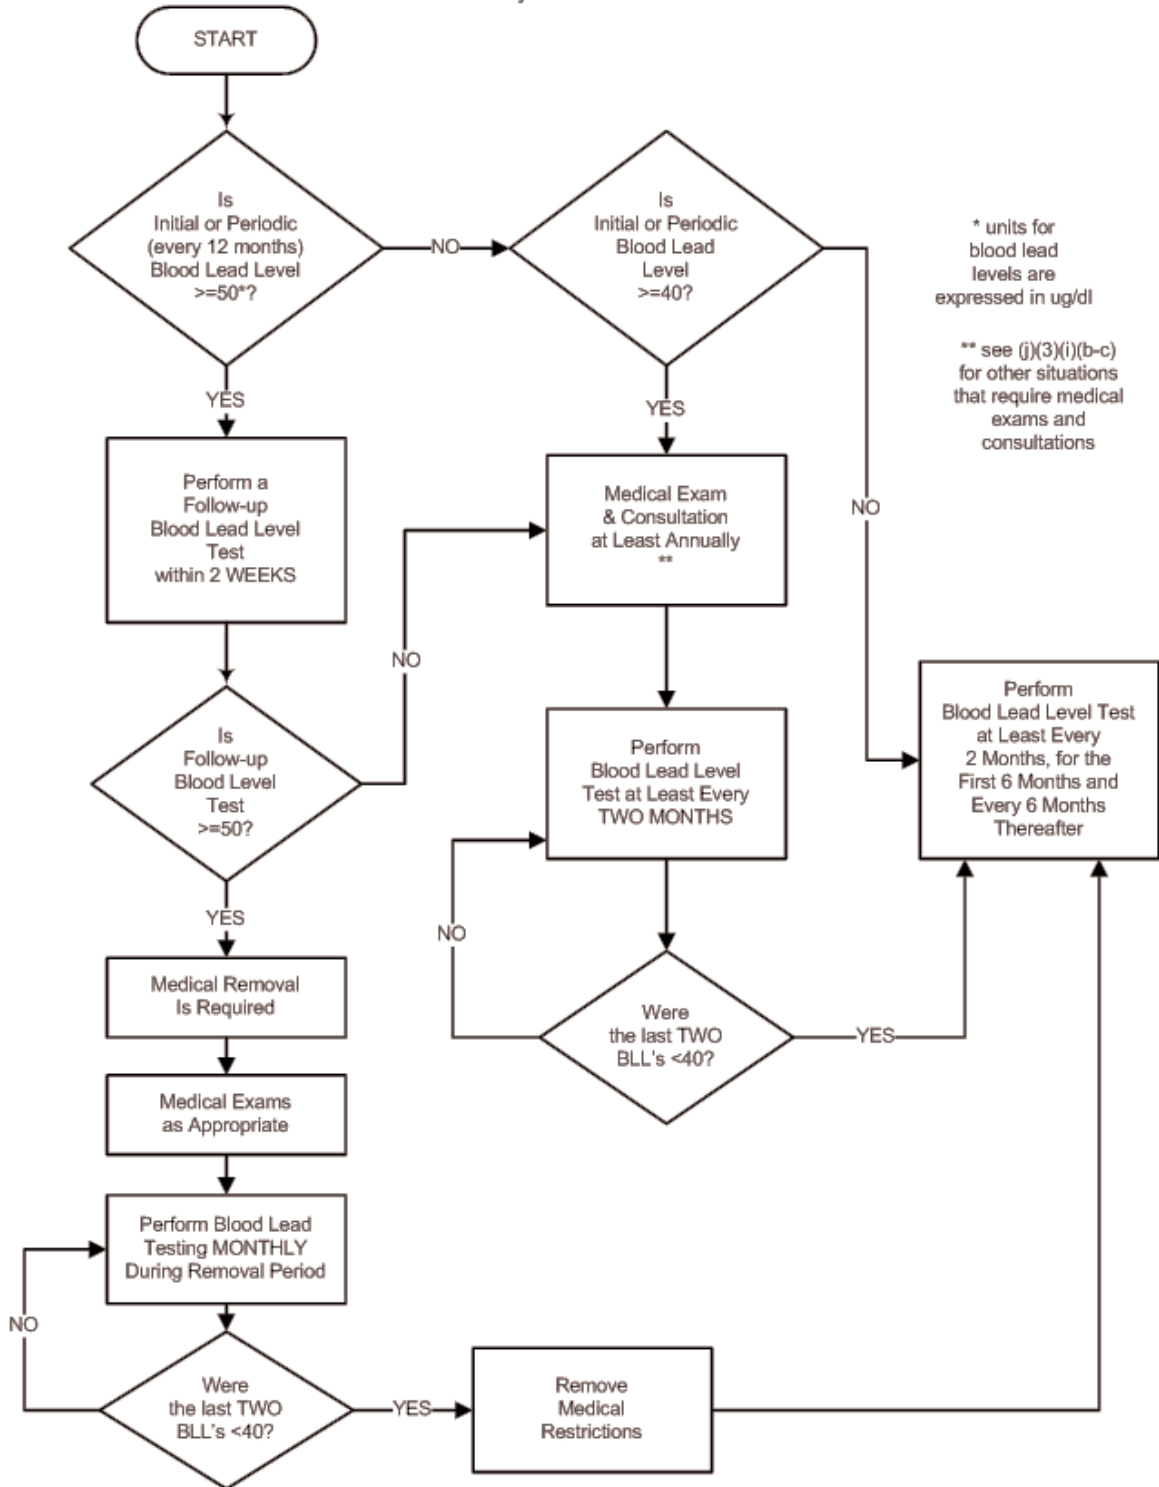 START
Is
Initial or Periodic
(every 12 months)
Blood Lead Level
>=50*?
NO
Is
Initial or Periodic
Blood Lead
Level
>=40?
* units for
blood lead
levels are
expressed in ug/dl
** see (j)(3)(i)(b-c)
for other situations
that require medical
exams and
consultations
YES
YES
Perform a
Follow-up
Blood Lead Level
Test
within 2 WEEKS
Medical Exam
& Consultation
at Least Annually
**
NO
NO
Is
Follow-up
Blood Level
Test
>=50?
Perform
Blood Lead Level
Test at Least Every
TWO MONTHS
Perform
Blood Lead Level Test
at Least Every
2 Months, for the
First 6 Months and
Every 6 Months
Thereafter
YES
NO
Medical Removal
Is Required
Were
the last TWO
BLL's <40?
YES
Medical Exams
as Appropriate
Perform Blood Lead
Testing MONTHLY
During Removal Period
NO
Were
the last TWO
BLL's <40?
YES
Remove
Medical
Restrictions